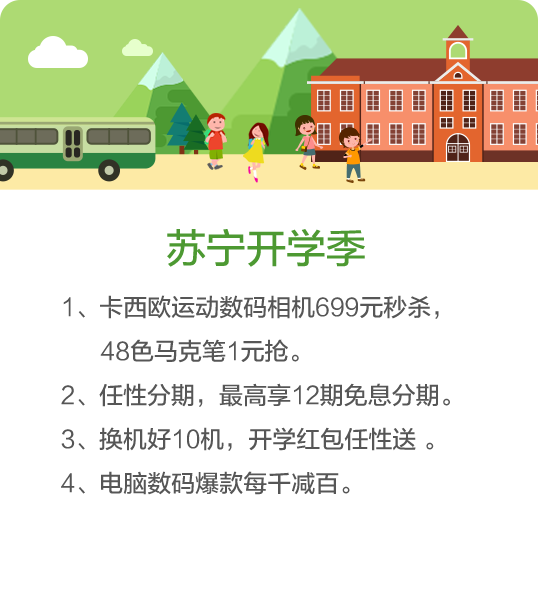 苏宁开学季
1、卡西欧运动数码相机699元秒杀，
48色马克笔1元抢。
2、任性分期，最高享12期免息分期。
3、换机好10机，开学红包任性送 。
4、电脑数码爆款每千减百。